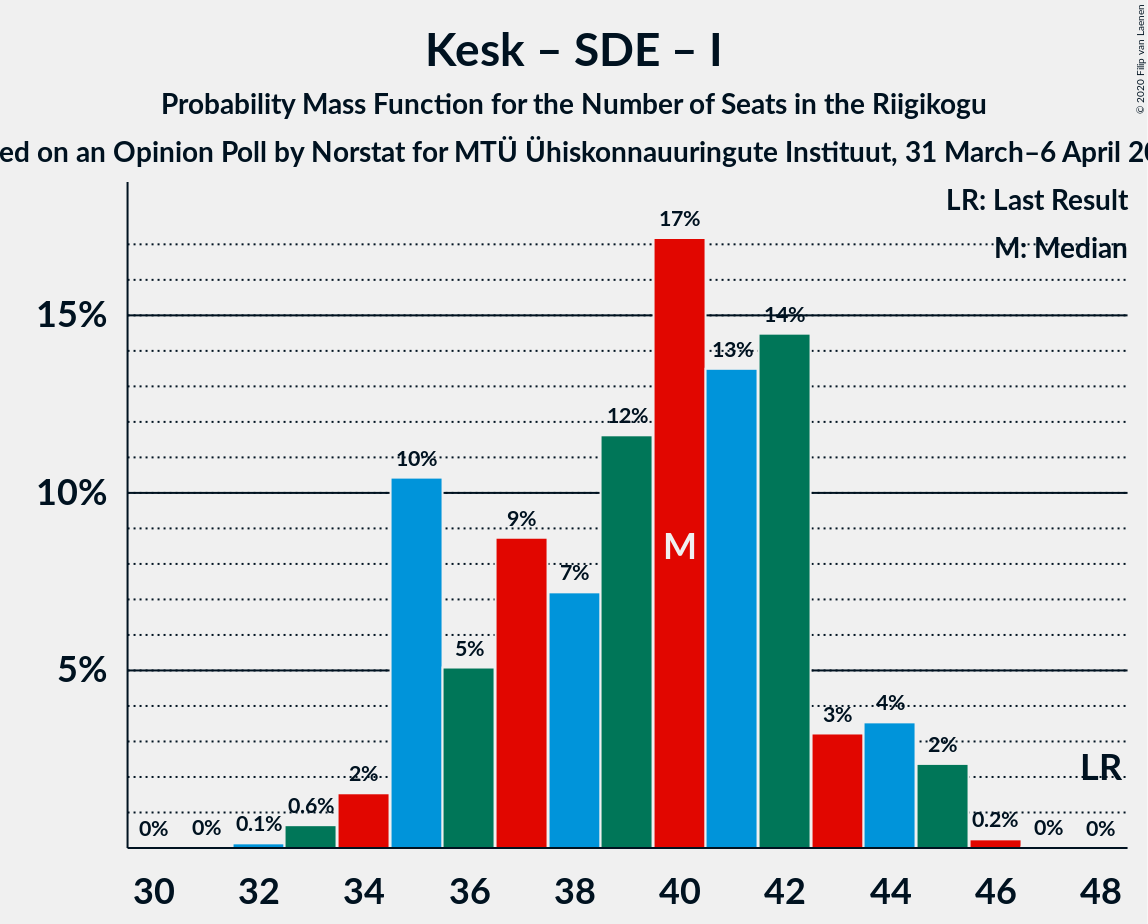 Kesk – SDE – I
Probability Mass Function for the Number of Seats in the Riigikogu
ed on an Opinion Poll by Norstat for MTÜ Ühiskonnauuringute Instituut, 31 March–6 April 20
© 2020 Filip van Laenen
LR: Last Result
M: Median
15%
10%
5%
0%
0%
0.1%
0.6%
2%
10%
5%
9%
7%
12%
17%
13%
14%
3%
4%
2%
0.2%
0%
0%
M
LR
30 32 34 36 38 40 42 44 46 48